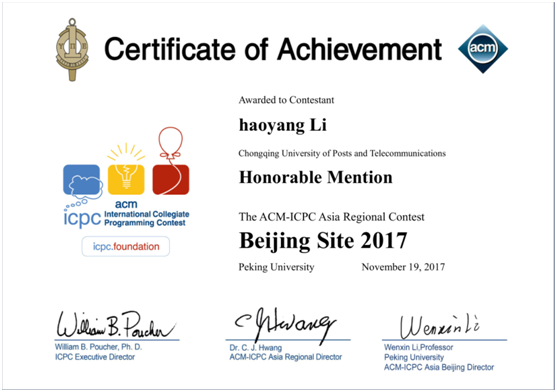 Certificate of Achievement
acm
Awarded to Contestant
haoyang Li
Chongqing University of Posts and Telecommunications
Honorable Mention
acm
icpc International Collegiate
Programming Contest
icpc.foundation
The ACM-ICPC Asia Regional Contest
Beijing Site 2017
Peking University November 19, 2017
William B. Poucher
C J Hwang
Wenxin Li
William B. Poucher, Ph. D.
ICPC Executive Director
Dr. C. J. Hwang
ACM-ICPC Asia Regional Director
Wenxin Li,Professor
Peking University
ACM-ICPC Asia Beijing Director